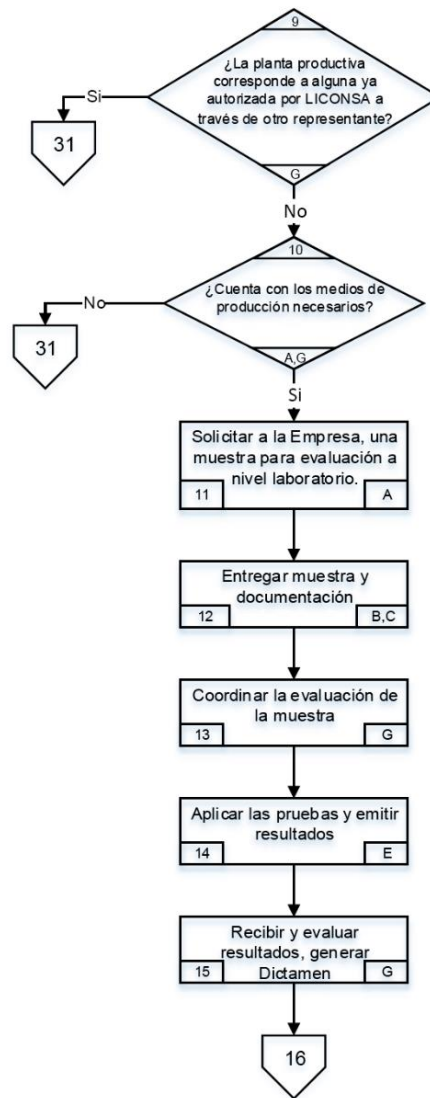 9
¿La planta productiva
corresponde a alguna ya
autorizada por LICONSA a
través de otro representante?
G
Si
31
No
10
¿Cuenta con los medios de
producción necesarios?
A,G
No
31
Si
Solicitar a la Empresa, una
muestra para evaluación a
nivel laboratorio.
11 A
Entregar muestra y
documentación
12 B,C
Coordinar la evaluación de
la muestra
13 G
Aplicar las pruebas y emitir
resultados
14 E
Recibir y evaluar
resultados, generar
15 Dictamen G
16